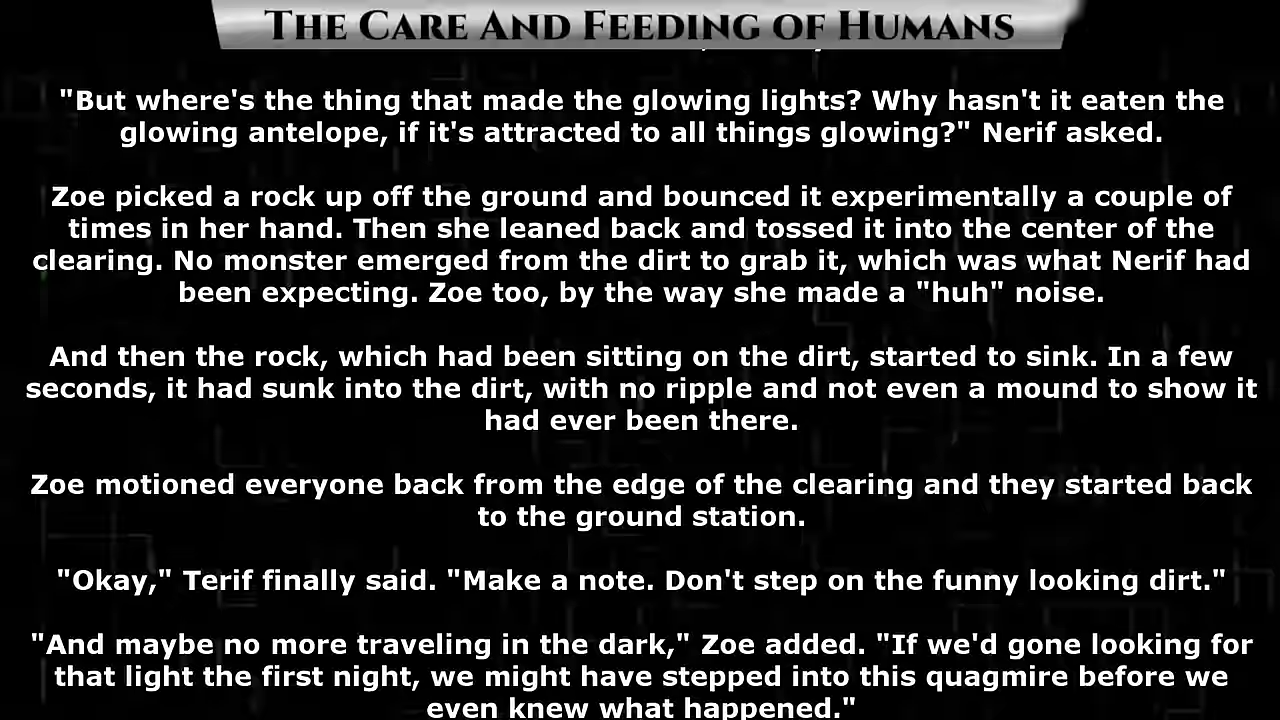 The Care And Feeding of Humans
"But where's the thing that made the glowing lights? Why hasn't it eaten the
glowing antelope, if it's attracted to all things glowing?" Nerif asked.
Zoe picked a rock up off the ground and bounced it experimentally a couple of
times in her hand. Then she leaned back and tossed it into the center of the
clearing. No monster emerged from the dirt to grab it, which was what Nerif had
been expecting. Zoe too, by the way she made a "huh" noise.
And then the rock, which had been sitting on the dirt, started to sink. In a few
seconds, it had sunk into the dirt, with no ripple and not even a mound to show it
had ever been there.
Zoe motioned everyone back from the edge of the clearing and they started back
to the ground station.
"Okay," Terif finally said. "Make a note. Don't step on the funny looking dirt."
"And maybe no more traveling in the dark," Zoe added. "If we'd gone looking for
that light the first night, we might have stepped into this quagmire before we
even knew what happened."